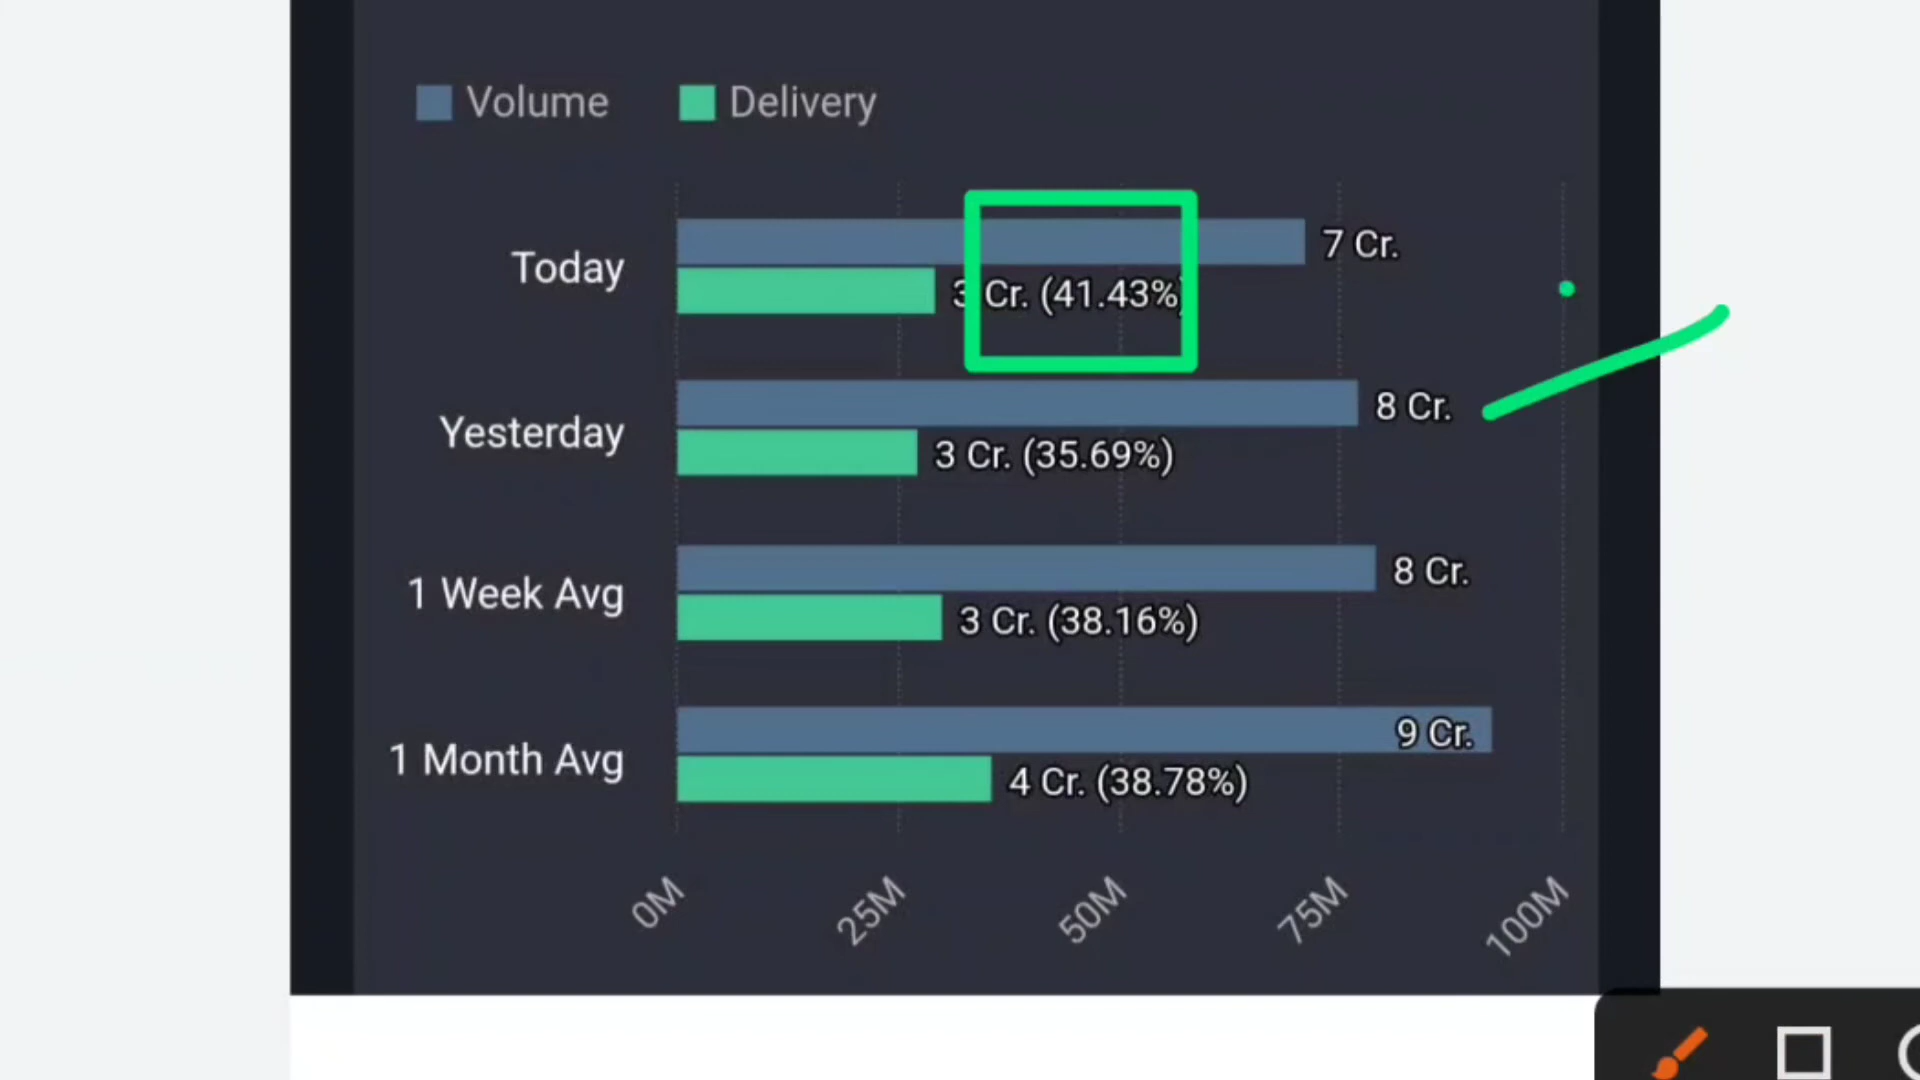 Volume Delivery
Today
7 Cr.
3 Cr. (41.43%)
Yesterday
8 Cr.
3 Cr. (35.69%)
1 Week Avg
8 Cr.
3 Cr. (38.16%)
1 Month Avg
9 Cr.
4 Cr. (38.78%)
0M 25M 50M 75M 100M